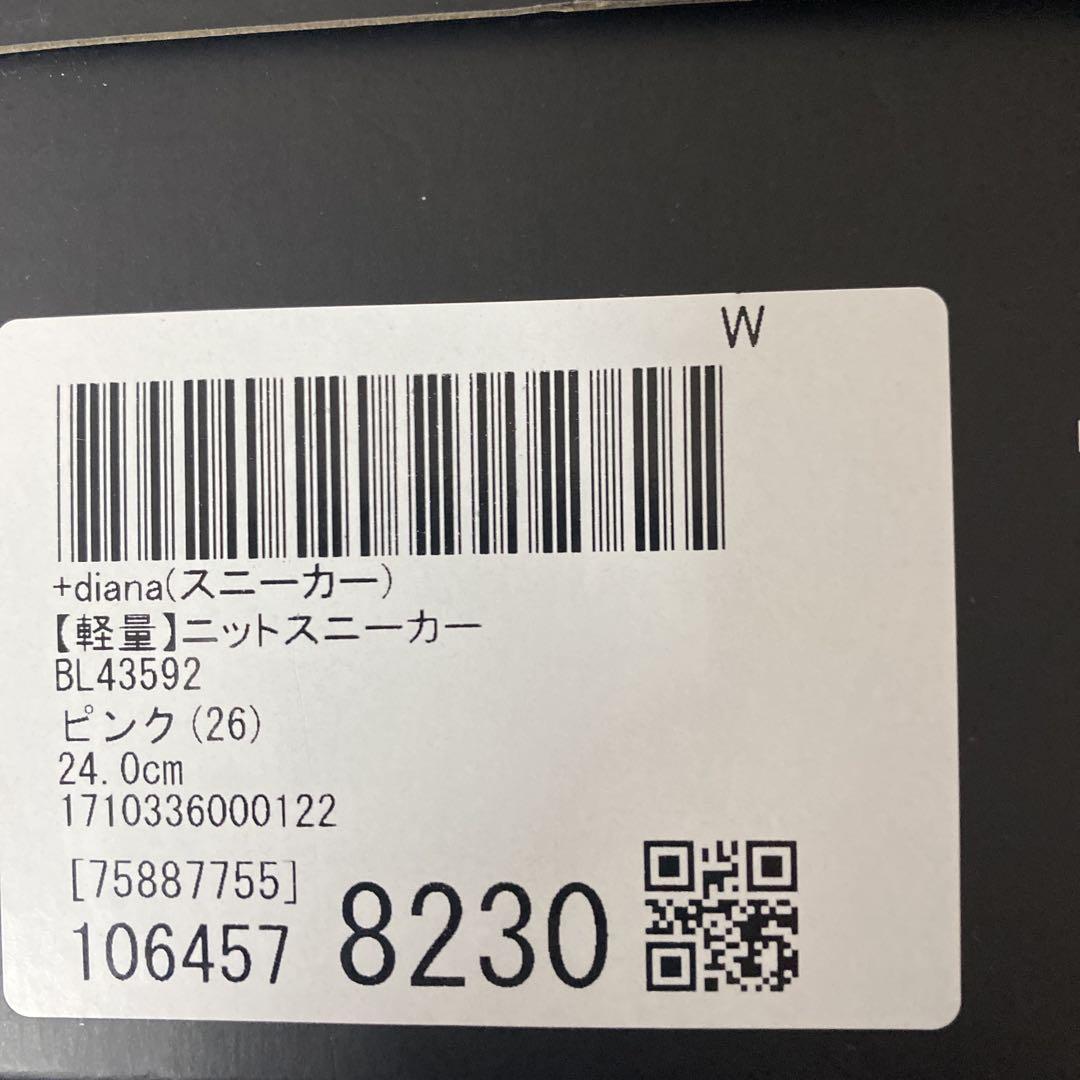 W
+diana(スニーカー)
【軽量】ニットスニーカー
BL43592
ピンク(26)
24.0cm
1710336000122
[75887755]
106457 8230